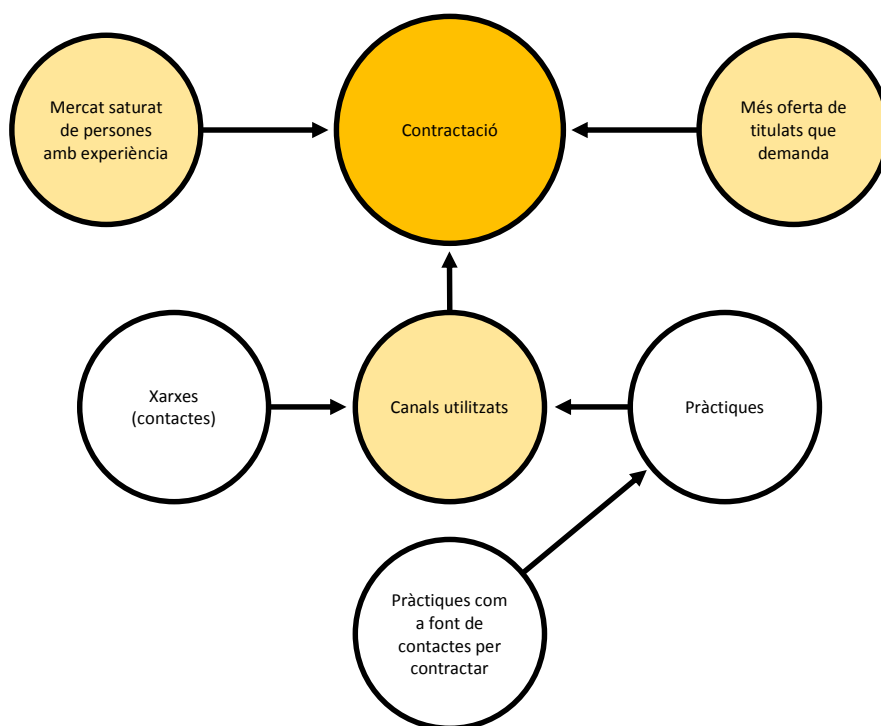 Mercat saturat
de persones
amb experiència
Contractació
Més oferta de
titulats que
demanda
Xarxes
(contactes)
Canals utilitzats
Pràctiques
Pràctiques com
a font de
contactes per
contractar